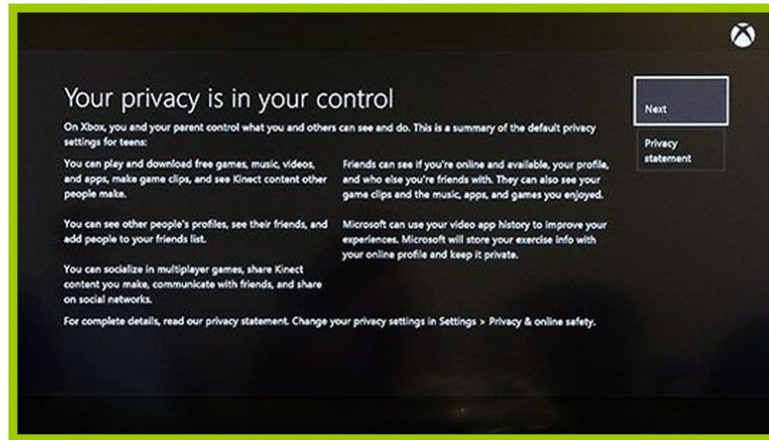 Your privacy is in your control
On Xbox, you and your parent control what you and others can see and do. This is a summary of the default privacy
settings for teens:
You can play and download free games, music, videos,
and apps, make game clips, and see Kinect content other
people make.
You can see other people's profiles, see their friends, and
add people to your friends list.
You can socialize in multiplayer games, share Kinect
content you make, communicate with friends, and share
on social networks.
Friends can see if you're online and available, your profile,
and who else you're friends with. They can also see your
game clips and the music, apps, and games you enjoyed.
Microsoft can use your video app history to improve your
experiences. Microsoft will store your exercise info with
your online profile and keep it private.
For complete details, read our privacy statement. Change your privacy settings in Settings > Privacy & online safety.
Next
Privacy
statement